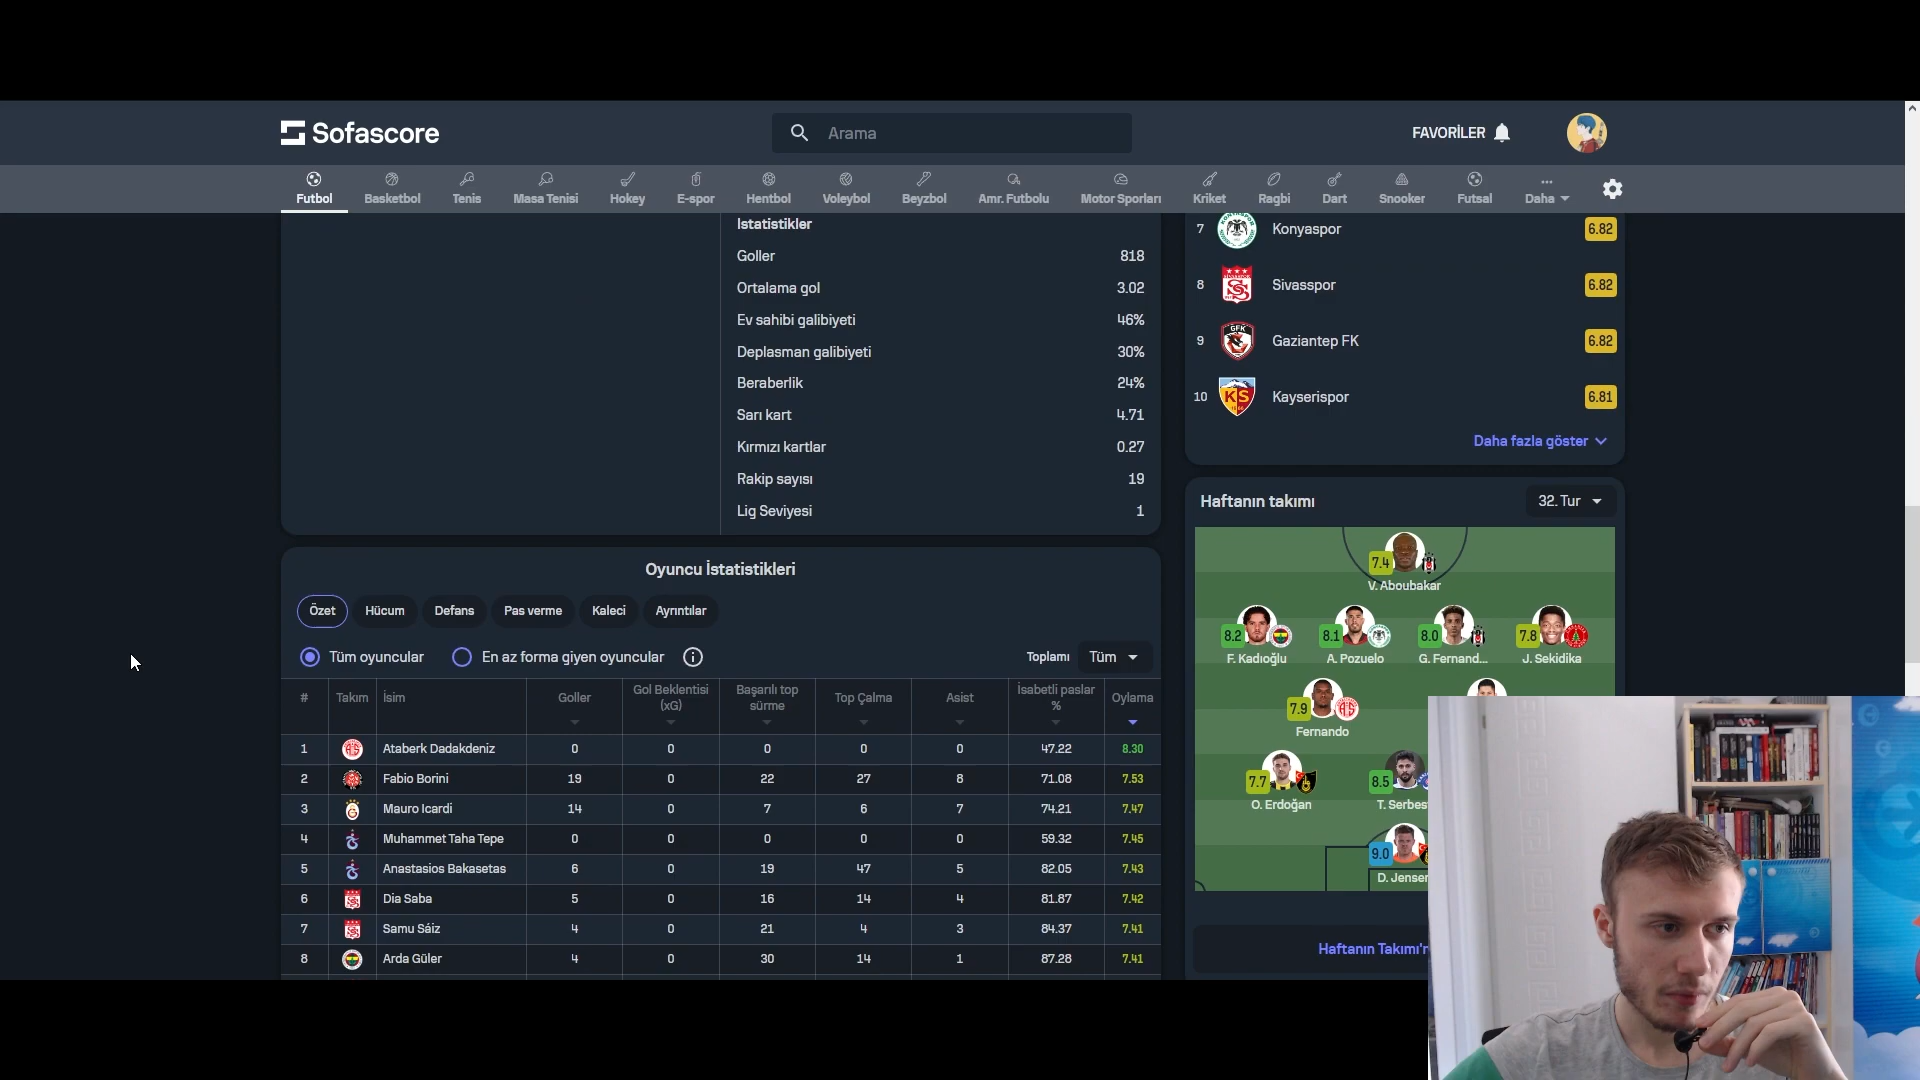 Sofascore
Arama
FAVORİLER
Futbol
Basketbol
Tenis
Masa Tenisi
Hokey
E-spor
Hentbol
Voleybol
Beyzbol
Amr. Futbolu
Motor Sporları
Kriket
Ragbi
Dart
Snooker
Futsal
Daha
Istatistikler
Goller 818
Ortalama gol 3.02
Ev sahibi galibiyeti 46%
Deplasman galibiyeti 30%
Beraberlik 24%
Sarı kart 4.71
Kırmızı kartlar 0.27
Rakip sayısı 19
Lig Seviyesi 1
7 Konyaspor 6.82
8 Sivasspor 6.82
9 Gaziantep FK 6.82
10 Kayserispor 6.81
Daha fazla göster
Haftanın takımı
32. Tur
7.4
V. Aboubakar
8.2 8.1 8.0 7.8
F. Kadıoğlu A. Pozuelo G. Fernand... J. Sekidika
7.9
Fernando
7.7 8.5
O. Erdoğan T. Serbes
9.0
D. Jensen
Haftanın Takımı'n
Oyuncu İstatistikleri
Özet Hücum Defans Pas verme Kaleci Ayrıntılar
Tüm oyuncular En az forma giyen oyuncular Toplamı Tüm
# Takım İsim Goller Gol Beklentisi (xG) Başarılı top sürme Top Çalma Asist İsabetli paslar % Oylama
1 Ataberk Dadakdeniz 0 0 0 0 0 47.22 8.30
2 Fabio Borini 19 0 22 27 8 71.08 7.53
3 Mauro Icardi 14 0 7 6 7 74.21 7.47
4 Muhammet Taha Tepe 0 0 0 0 0 59.32 7.45
5 Anastasios Bakasetas 6 0 19 47 5 82.05 7.43
6 Dia Saba 5 0 16 14 4 81.87 7.42
7 Samu Sáiz 4 0 21 4 3 84.37 7.41
8 Arda Güler 4 0 30 14 1 87.28 7.41